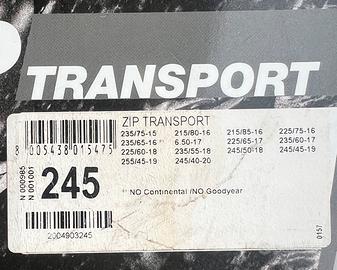 TRANSPORT
ZIP TRANSPORT
235/75-15 215/80-16 215/85-16 225/75-16
235/65-16 ** 6.50-17 225/65-17 235/60-17
225/60-18 235/55-18 245/50-18 245/45-19
255/45-19 245/40-20
8 005438 015475
N 000985
N 001001
245
** NO Continental /NO Goodyear
2004903245
0157